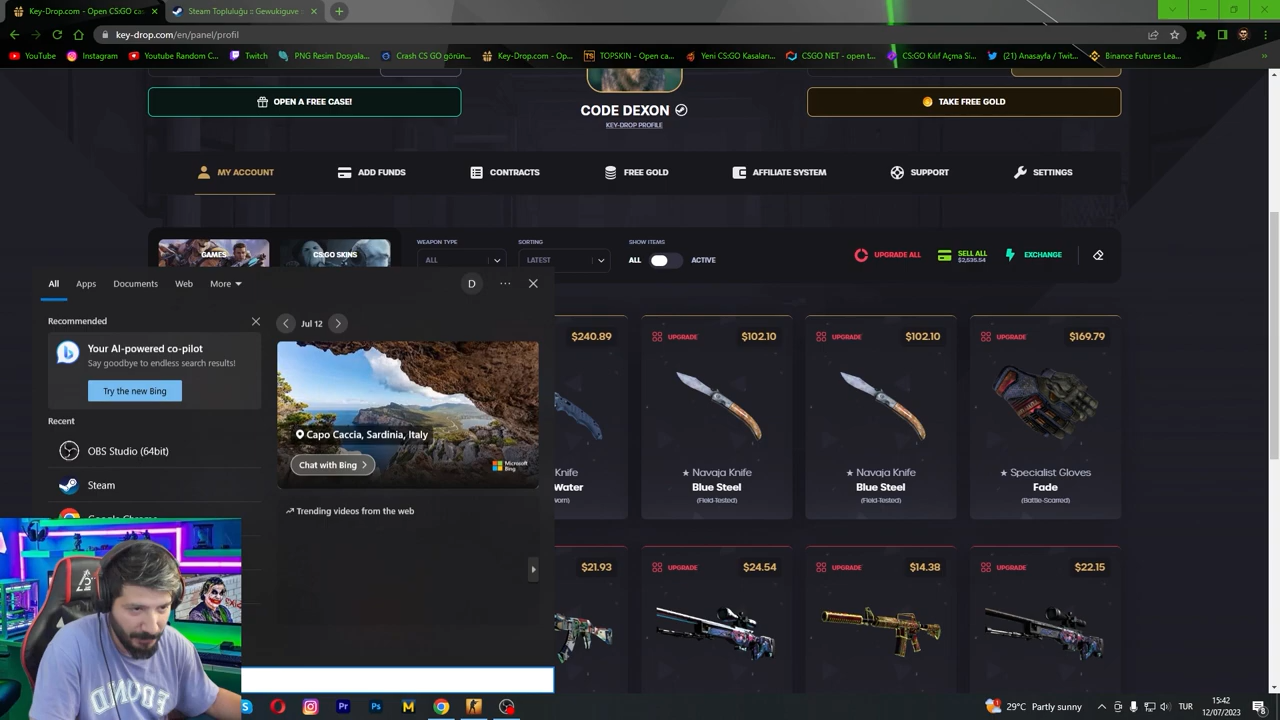 Key-Drop.com - Open CS:GO ca
Steam Topluluğu :: Gewukiguve
key-drop.com/en/panel/profil
YouTube
Instagram
Youtube Random C...
Twitch
PNG Resim Dosyala...
Crash CS GO görün...
Key-Drop.com - Op...
TOPSKIN - Open ca...
Yeni CS:GO Kasaları...
CSGO NET - open t...
CS:GO Kılıf Açma Si...
(21) Anasayfa / Twit...
Binance Futures Lea...
OPEN A FREE CASE!
TAKE FREE GOLD
CODE DEXON
KEY-DROP PROFILE
MY ACCOUNT
ADD FUNDS
CONTRACTS
FREE GOLD
AFFILIATE SYSTEM
SUPPORT
SETTINGS
GAMES
CS:GO SKINS
WEAPON TYPE
ALL
SORTING
LATEST
SHOW ITEMS
ALL
ACTIVE
UPGRADE ALL
SELL ALL
$2,535.54
EXCHANGE
All
Apps
Documents
Web
More
D
Recommended
Your AI-powered co-pilot
Say goodbye to endless search results!
Try the new Bing
Recent
OBS Studio (64bit)
Steam
Google Chrome
Jul 12
Capo Caccia, Sardinia, Italy
Chat with Bing
Microsoft
Bing
Trending videos from the web
$240.89
Knife
Water
UPGRADE
$102.10
★ Navaja Knife
Blue Steel
(Field-Tested)
UPGRADE
$102.10
★ Navaja Knife
Blue Steel
(Field-Tested)
UPGRADE
$169.79
★ Specialist Gloves
Fade
(Battle-Scarred)
$21.93
UPGRADE
$24.54
UPGRADE
$14.38
UPGRADE
$22.15
29°C Partly sunny
TUR
15:42
12/07/2023
8